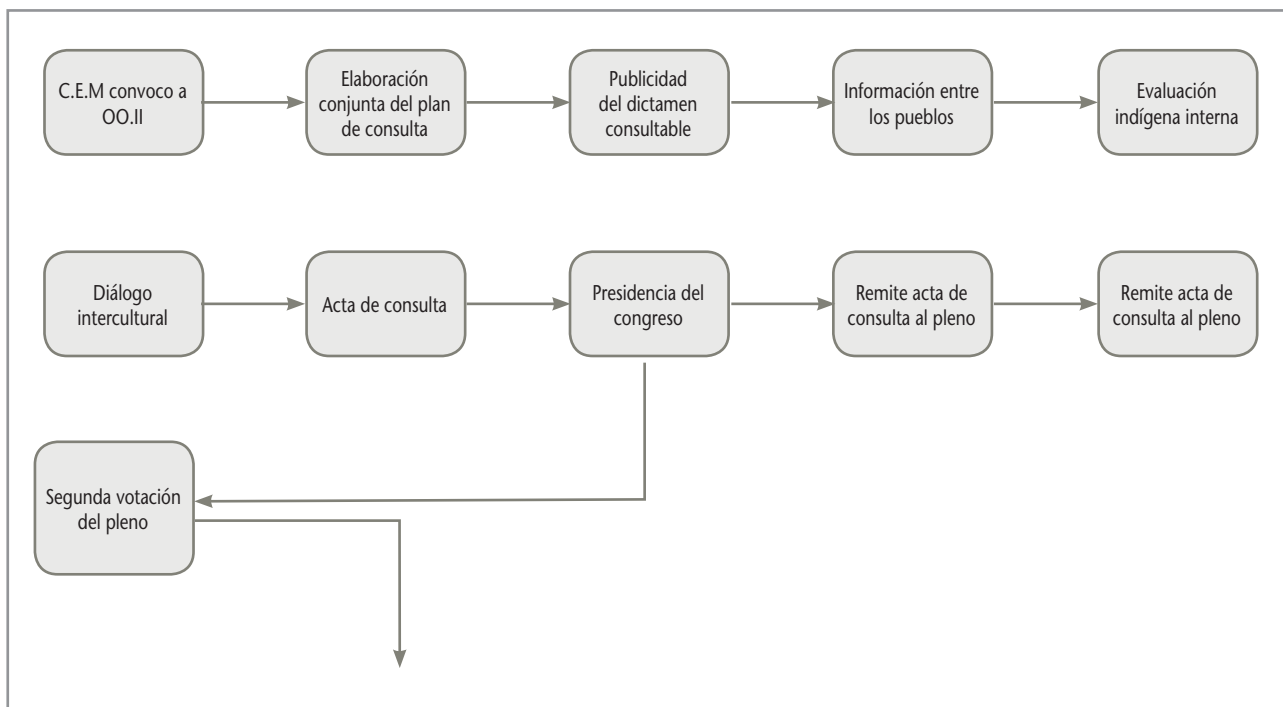 C.E.M convoco a
OO.II
Elaboración
conjunta del plan
de consulta
Publicidad
del dictamen
consultable
Información entre
los pueblos
Evaluación
indígena interna
Diálogo
intercultural
Acta de consulta
Presidencia del
congreso
Remite acta de
consulta al pleno
Remite acta de
consulta al pleno
Segunda votación
del pleno